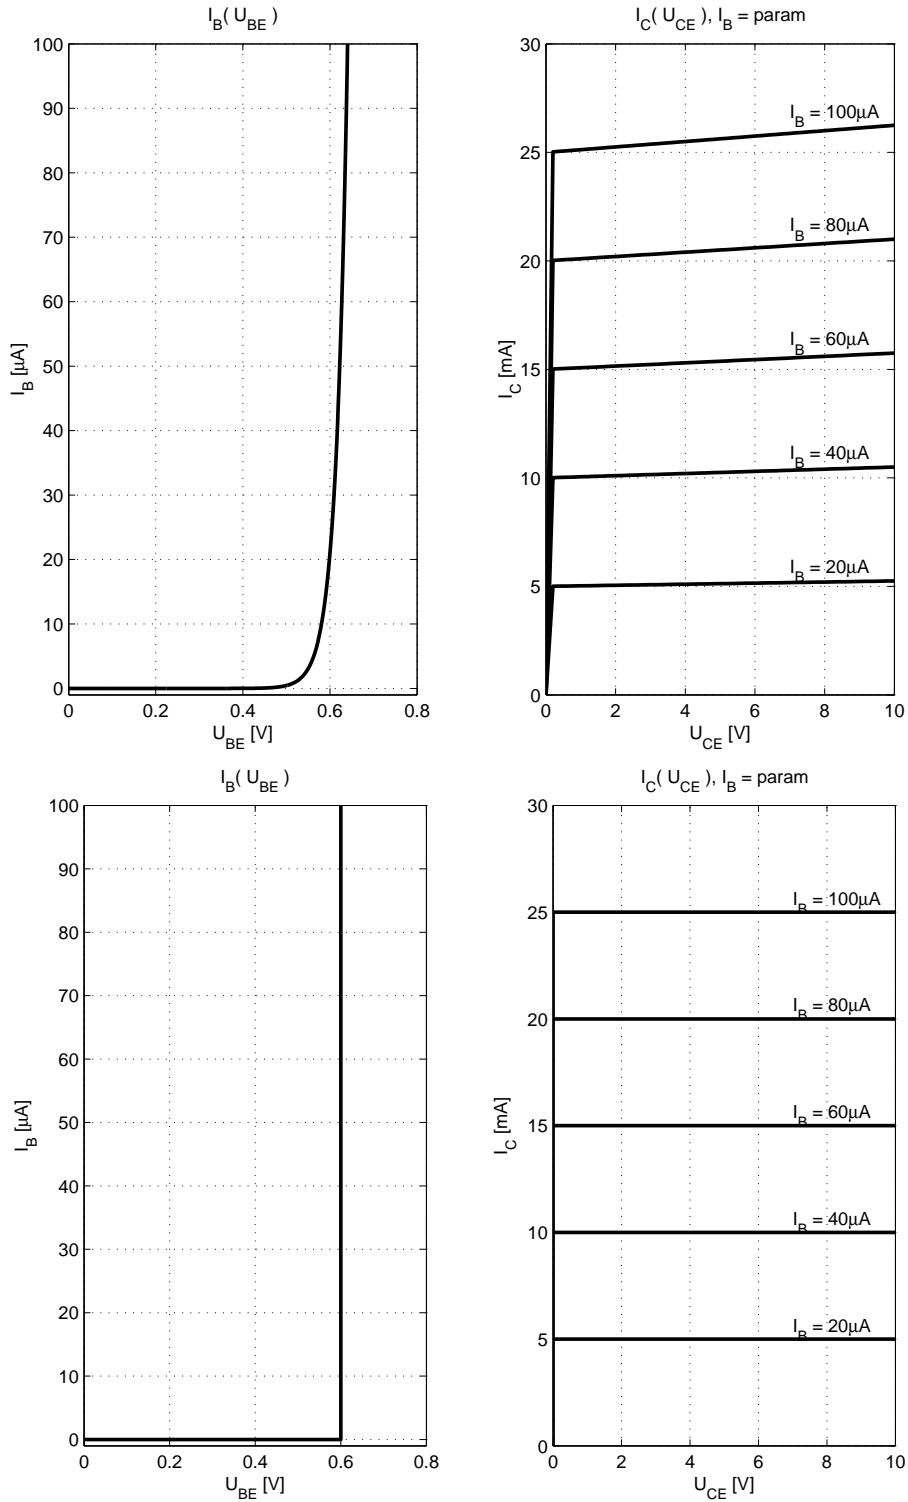 I_B( U_BE )
100
90
80
70
60
50
40
30
20
10
0
I_B [µA]
0 0.2 0.4 0.6 0.8
U_BE [V]
I_C( U_CE ), I_B = param
30
25
20
15
10
5
0
I_C [mA]
I_B = 100µA
I_B = 80µA
I_B = 60µA
I_B = 40µA
I_B = 20µA
0 2 4 6 8 10
U_CE [V]
I_B( U_BE )
100
90
80
70
60
50
40
30
20
10
0
I_B [µA]
0 0.2 0.4 0.6 0.8
U_BE [V]
I_C( U_CE ), I_B = param
30
25
20
15
10
5
0
I_C [mA]
I_B = 100µA
I_B = 80µA
I_B = 60µA
I_B = 40µA
I_B = 20µA
0 2 4 6 8 10
U_CE [V]